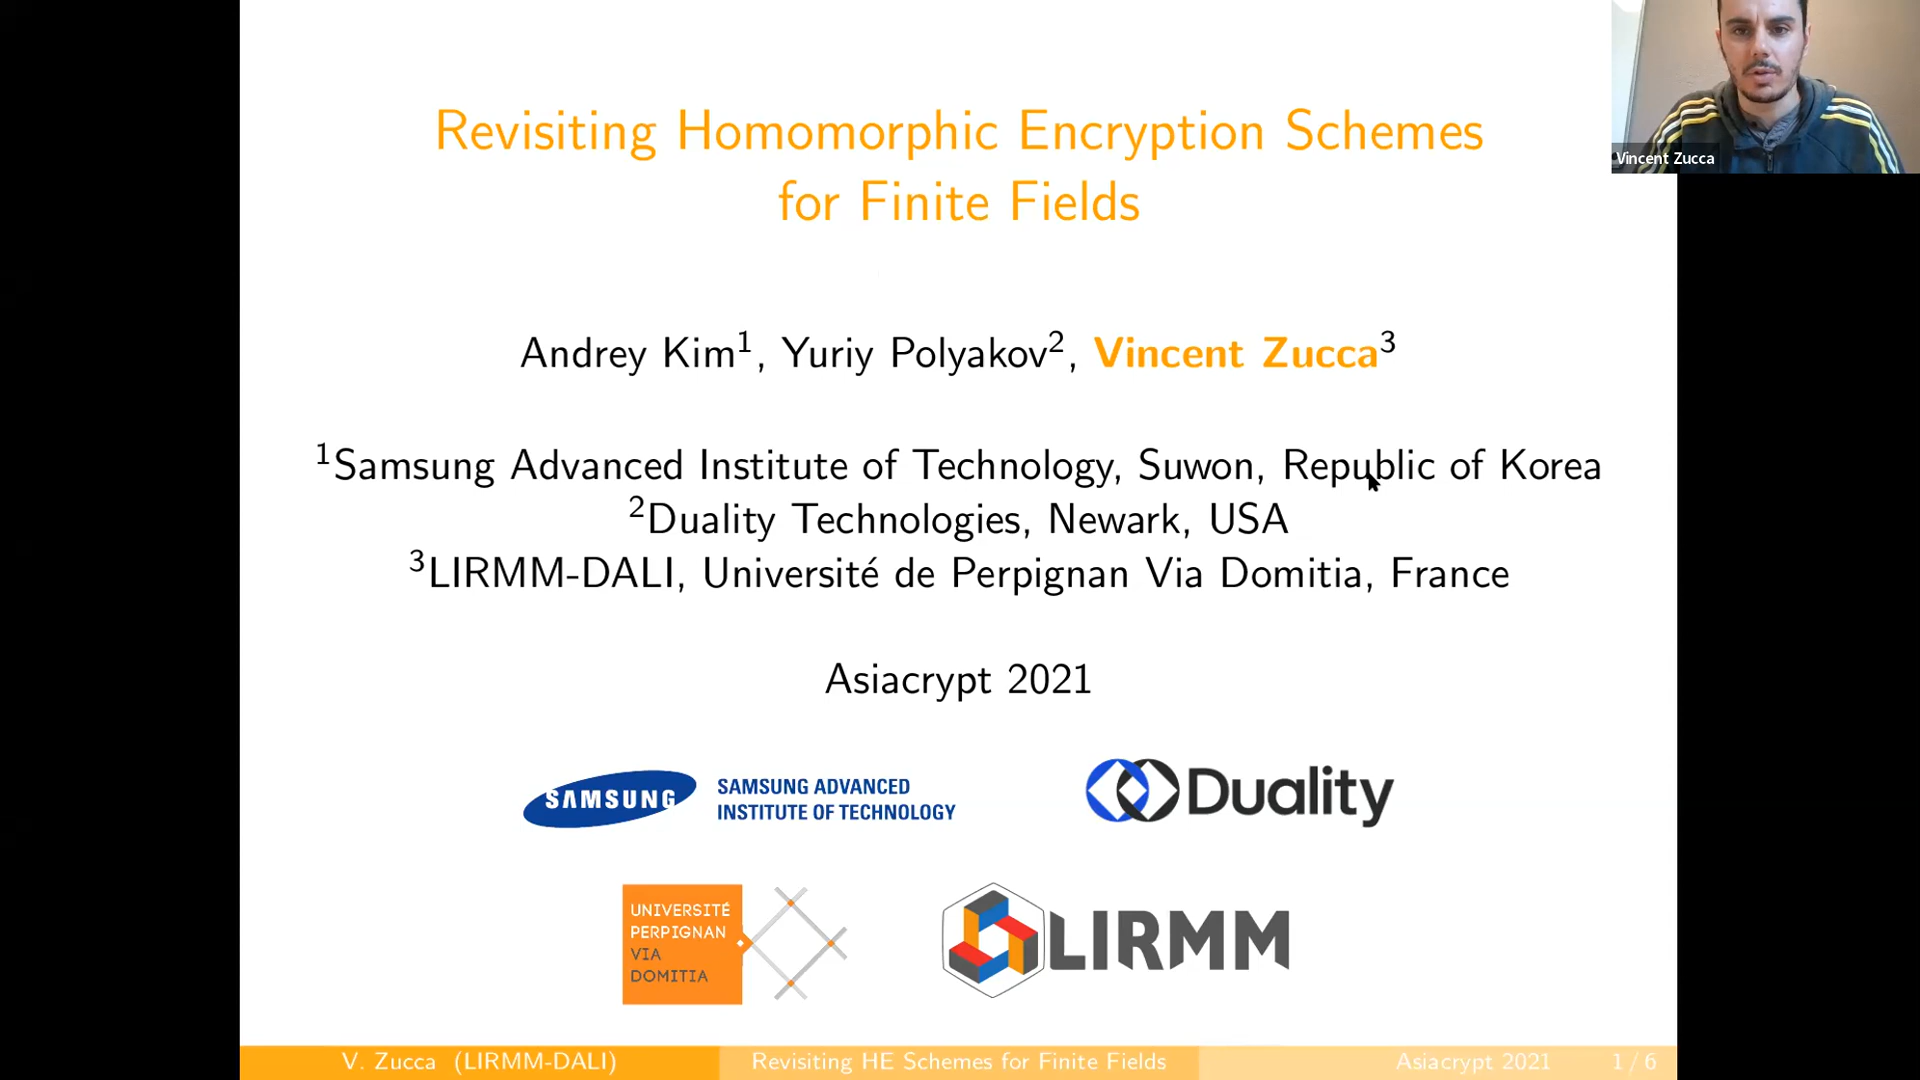 Vincent Zucca
Revisiting Homomorphic Encryption Schemes
for Finite Fields
Andrey Kim¹, Yuriy Polyakov², Vincent Zucca³
¹Samsung Advanced Institute of Technology, Suwon, Republic of Korea
²Duality Technologies, Newark, USA
³LIRMM-DALI, Université de Perpignan Via Domitia, France
Asiacrypt 2021
SAMSUNG
SAMSUNG ADVANCED
INSTITUTE OF TECHNOLOGY
Duality
UNIVERSITÉ
PERPIGNAN
VIA
DOMITIA
LIRMM
V. Zucca (LIRMM-DALI)
Revisiting HE Schemes for Finite Fields
Asiacrypt 2021
1 / 6